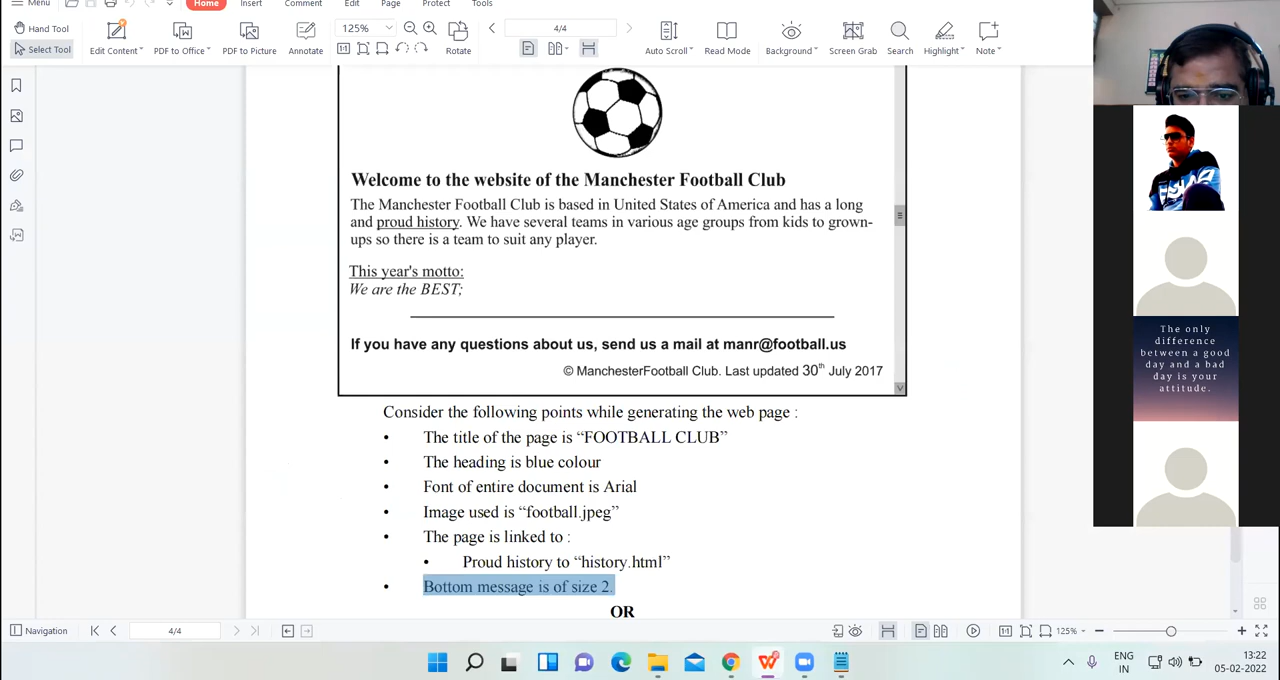 Menu
Home
Insert
Comment
Edit
Page
Protect
Tools
Hand Tool
Select Tool
Edit Content
PDF to Office
PDF to Picture
Annotate
125%
Rotate
4/4
Auto Scroll
Read Mode
Background
Screen Grab
Search
Highlight
Note
Welcome to the website of the Manchester Football Club
The Manchester Football Club is based in United States of America and has a long
and proud history. We have several teams in various age groups from kids to grown-
ups so there is a team to suit any player.
This year's motto:
We are the BEST;
If you have any questions about us, send us a mail at manr@football.us
© ManchesterFootball Club. Last updated 30th July 2017
Consider the following points while generating the web page :
• The title of the page is “FOOTBALL CLUB”
• The heading is blue colour
• Font of entire document is Arial
• Image used is “football.jpeg”
• The page is linked to :
• Proud history to “history.html”
• Bottom message is of size 2.
OR
The only
difference
between a good
day and a bad
day is your
attitude.
Navigation
4/4
125%
ENG
IN
13:22
05-02-2022